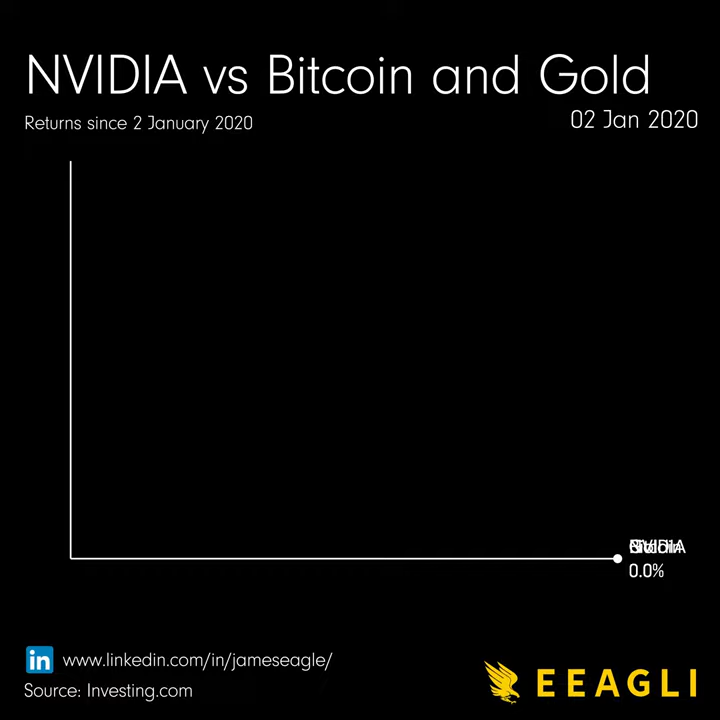 NVIDIA vs Bitcoin and Gold
Returns since 2 January 2020
02 Jan 2020
0.0%
in
www.linkedin.com/in/jameseagle/
Source: Investing.com
EEAGLI